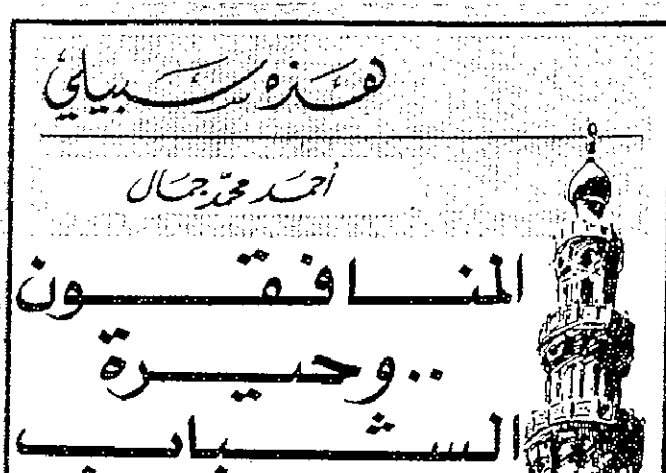 هذه سبيلي
أحمد محمد جمال
المنافقون
..وحيرة
الشباب